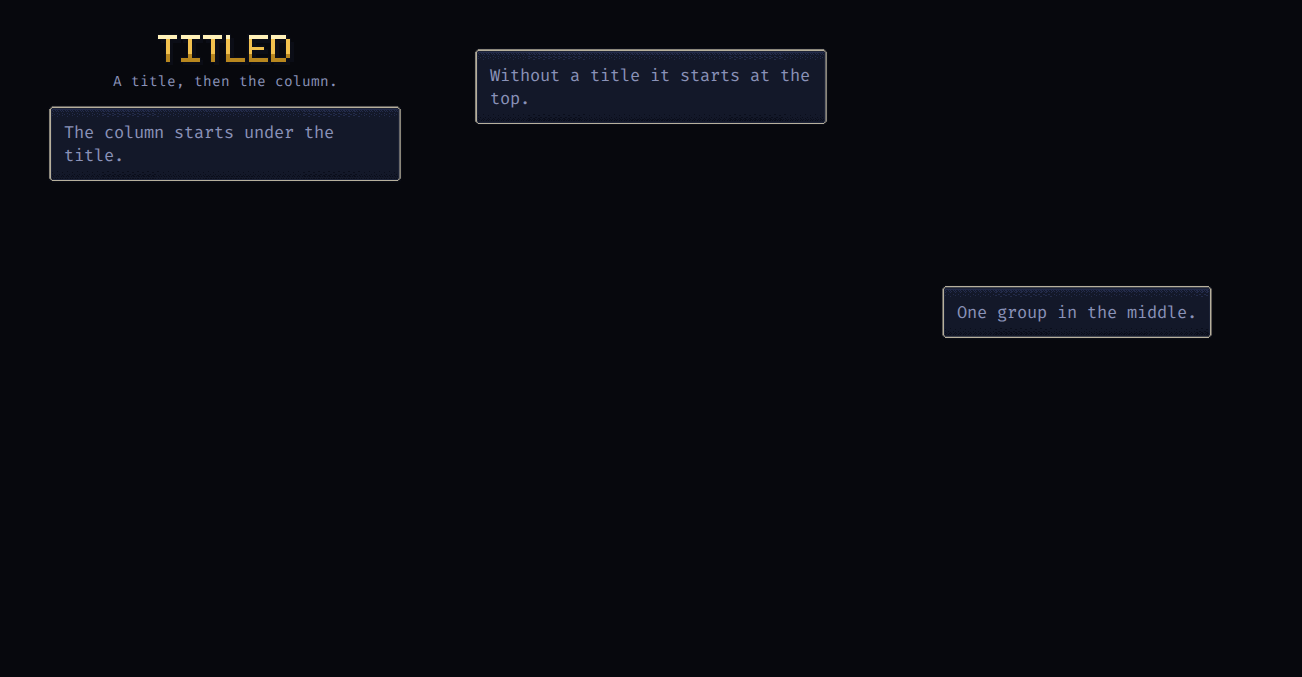 TITLED
A title, then the column.
The column starts under the
title.
Without a title it starts at the
top.
One group in the middle.